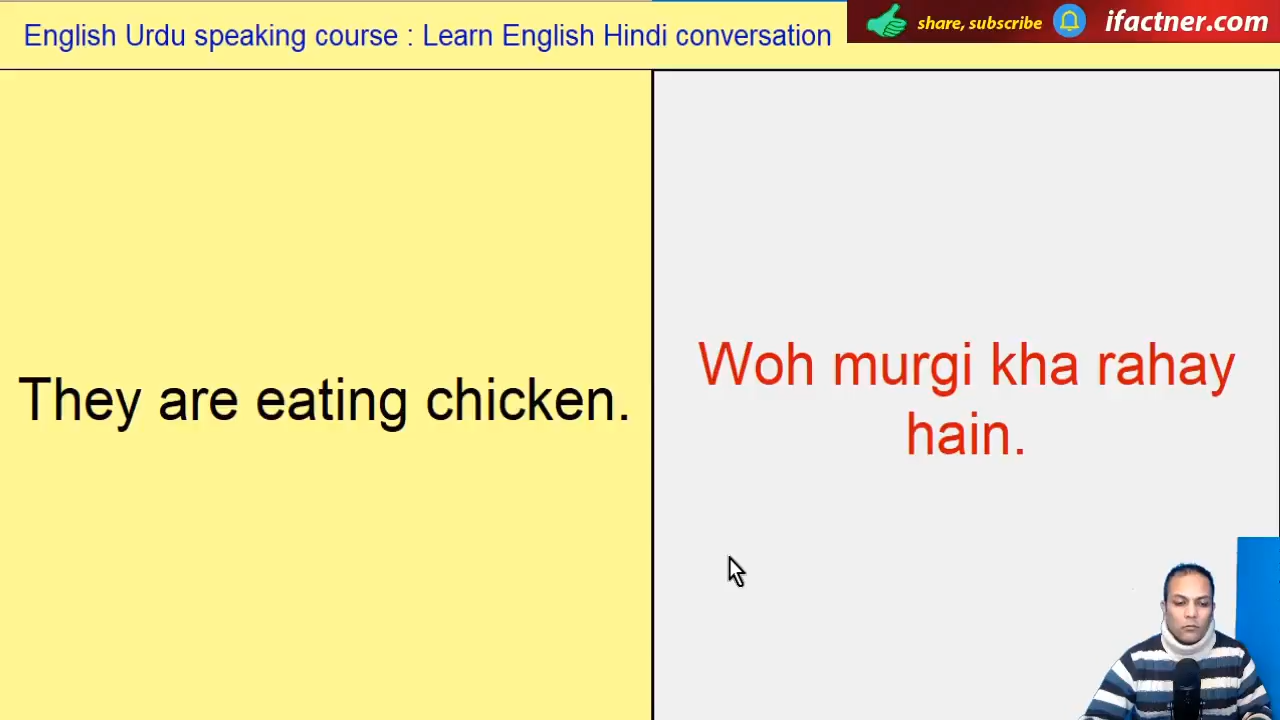 English Urdu speaking course : Learn English Hindi conversation
share, subscribe
ifactner.com
They are eating chicken.
Woh murgi kha rahay
hain.